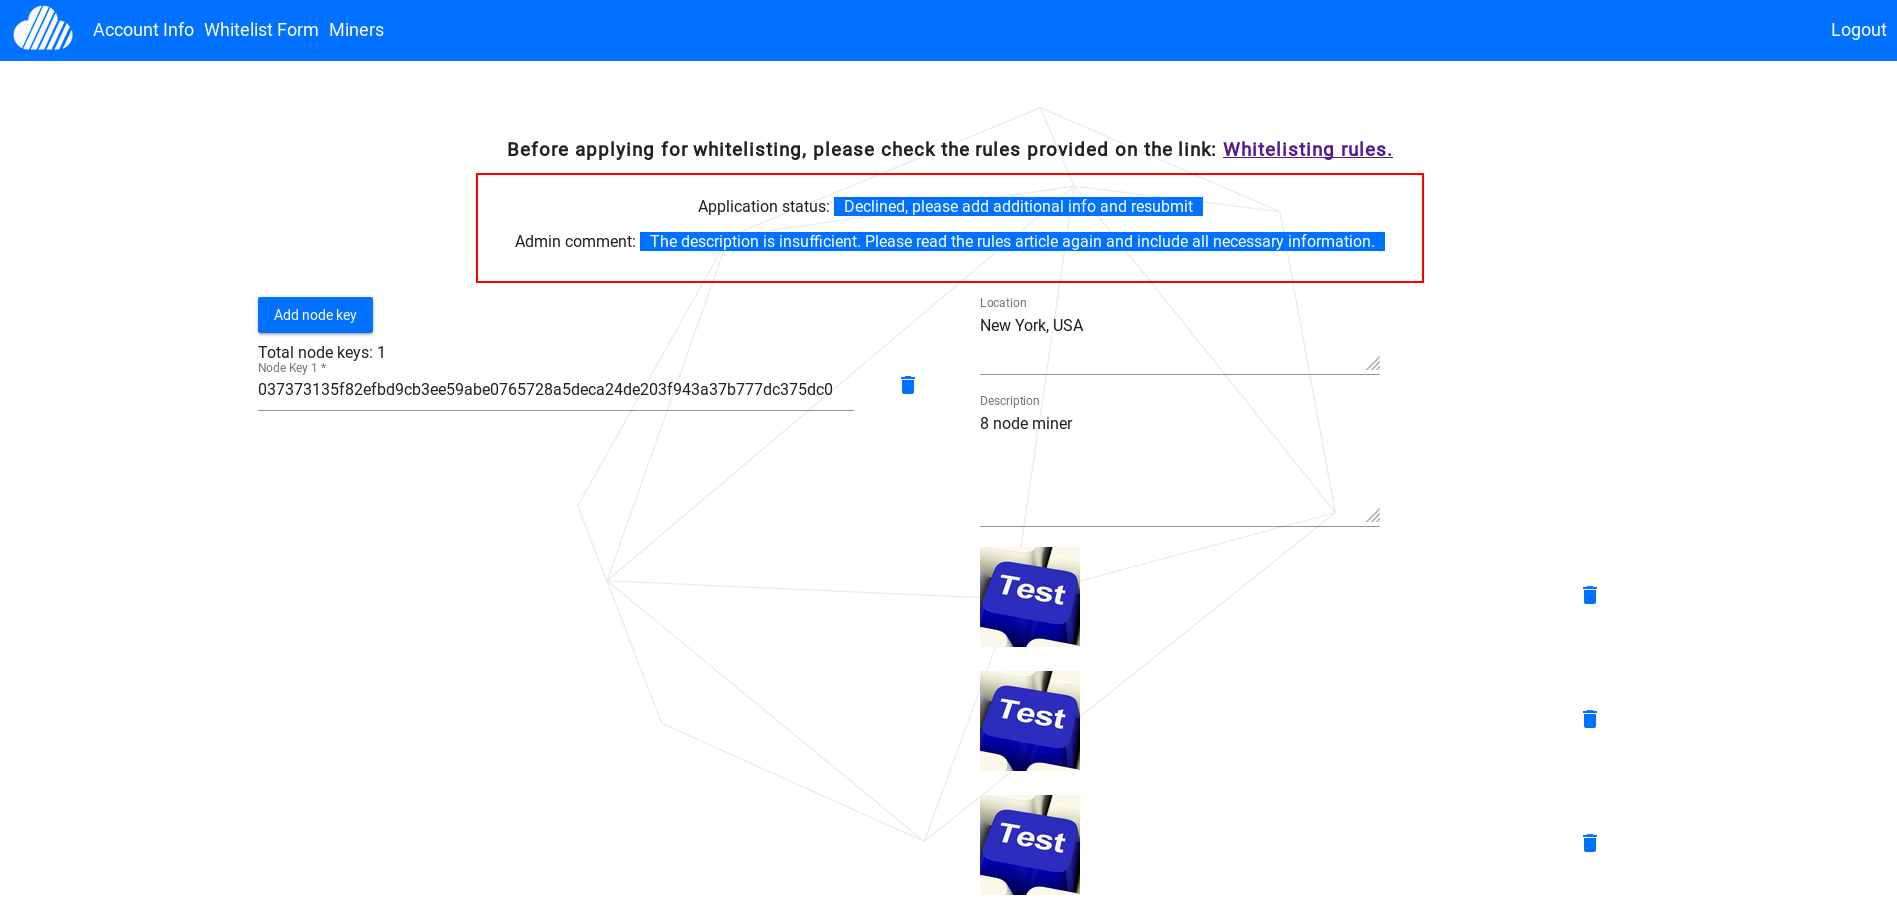 Account Info Whitelist Form Miners Logout
Before applying for whitelisting, please check the rules provided on the link: Whitelisting rules.
Application status: Declined, please add additional info and resubmit
Admin comment: The description is insufficient. Please read the rules article again and include all necessary information.
Add node key
Total node keys: 1
Node Key 1 *
037373135f82efbd9cb3ee59abe0765728a5deca24de203f943a37b777dc375dc0
Location
New York, USA
Description
8 node miner
Test
Test
Test